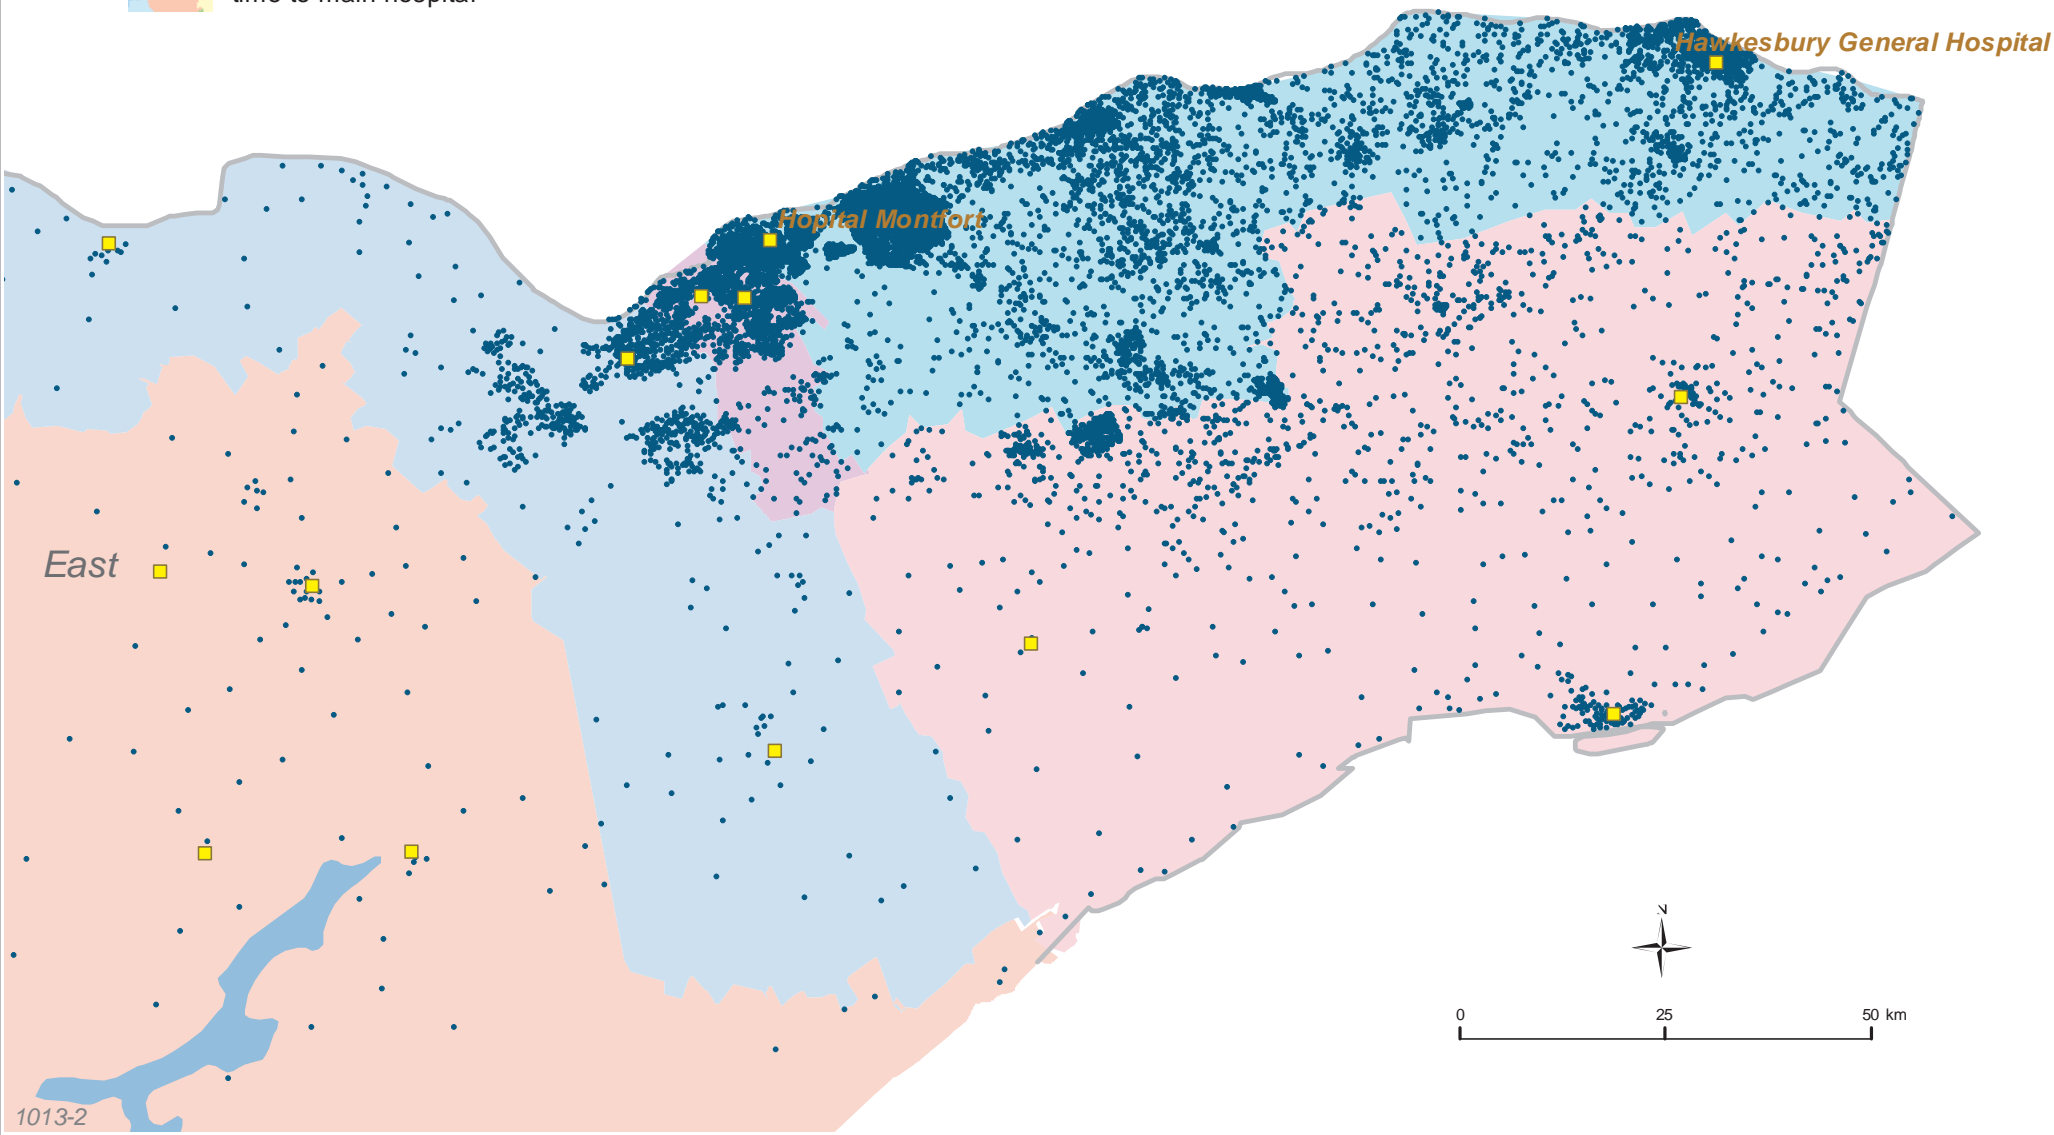 time to main hospital
Hawkesbury General Hospital
Hopital Montfort
East
N
0 25 50 km
1013-2